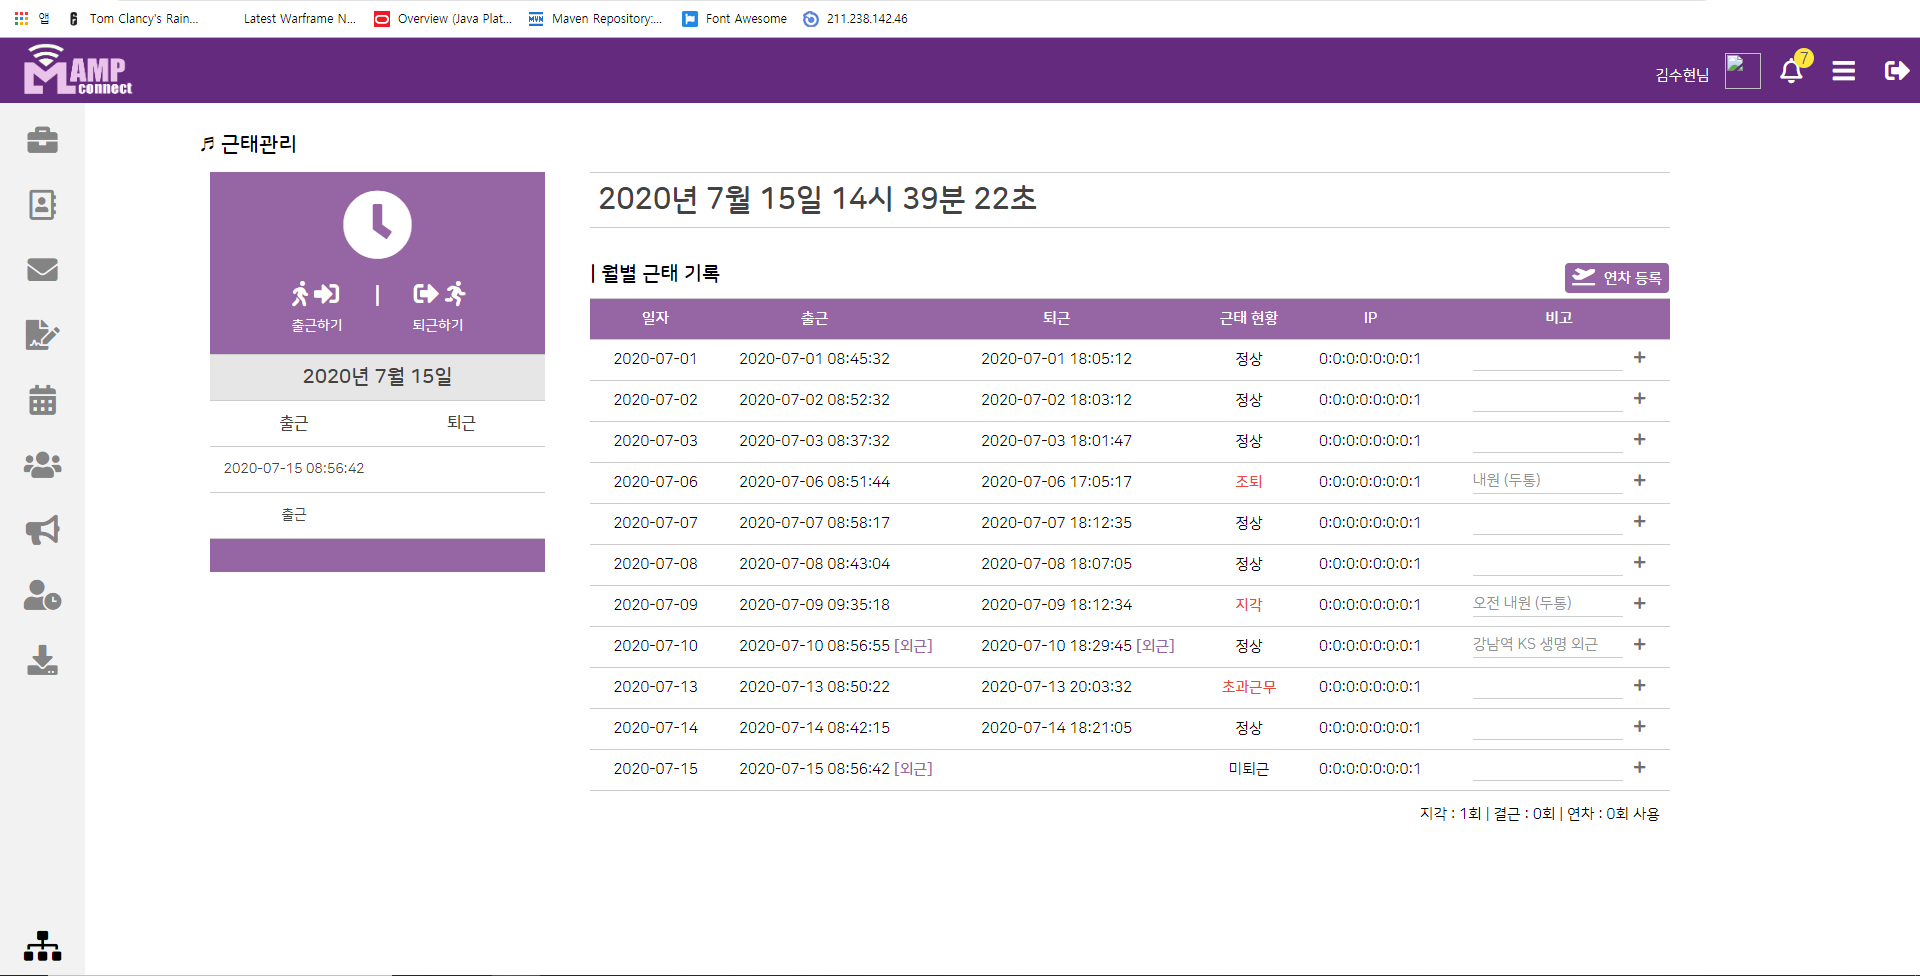 앱 Tom Clancy's Rain... Latest Warframe N... Overview (Java Plat... Maven Repository:... Font Awesome 211.238.142.46
MAMP connect
김수현님 7
근태관리
출근하기 | 퇴근하기
2020년 7월 15일
출근 퇴근
2020-07-15 08:56:42
출근
2020년 7월 15일 14시 39분 22초
| 월별 근태 기록
연차 등록
일자 출근 퇴근 근태 현황 IP 비고
2020-07-01 2020-07-01 08:45:32 2020-07-01 18:05:12 정상 0:0:0:0:0:0:0:1 +
2020-07-02 2020-07-02 08:52:32 2020-07-02 18:03:12 정상 0:0:0:0:0:0:0:1 +
2020-07-03 2020-07-03 08:37:32 2020-07-03 18:01:47 정상 0:0:0:0:0:0:0:1 +
2020-07-06 2020-07-06 08:51:44 2020-07-06 17:05:17 조퇴 0:0:0:0:0:0:0:1 내원 (두통) +
2020-07-07 2020-07-07 08:58:17 2020-07-07 18:12:35 정상 0:0:0:0:0:0:0:1 +
2020-07-08 2020-07-08 08:43:04 2020-07-08 18:07:05 정상 0:0:0:0:0:0:0:1 +
2020-07-09 2020-07-09 09:35:18 2020-07-09 18:12:34 지각 0:0:0:0:0:0:0:1 오전 내원 (두통) +
2020-07-10 2020-07-10 08:56:55 [외근] 2020-07-10 18:29:45 [외근] 정상 0:0:0:0:0:0:0:1 강남역 KS 생명 외근 +
2020-07-13 2020-07-13 08:50:22 2020-07-13 20:03:32 초과근무 0:0:0:0:0:0:0:1 +
2020-07-14 2020-07-14 08:42:15 2020-07-14 18:21:05 정상 0:0:0:0:0:0:0:1 +
2020-07-15 2020-07-15 08:56:42 [외근] 미퇴근 0:0:0:0:0:0:0:1 +
지각 : 1회 | 결근 : 0회 | 연차 : 0회 사용